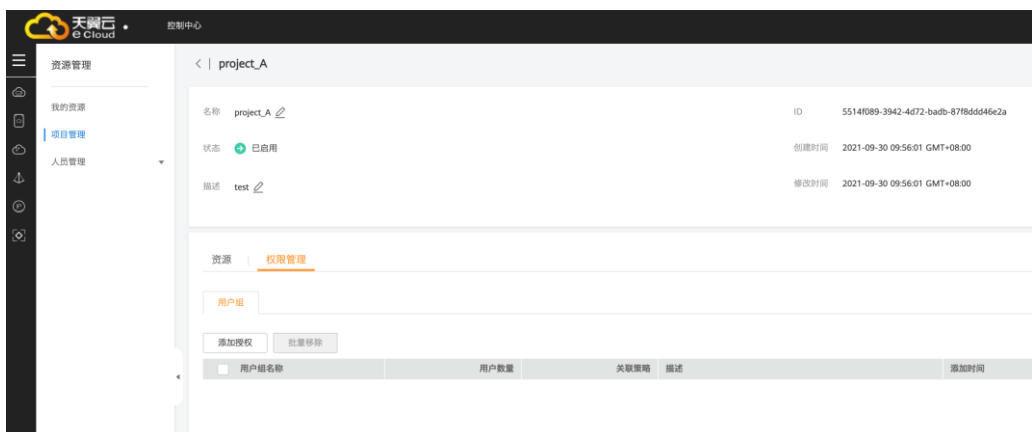 天翼云
e Cloud
控制中心
资源管理
我的资源
项目管理
人员管理
< | project_A
名称 project_A
ID 5514f089-3942-4d72-badb-87f8ddd46e2a
状态 已启用
创建时间 2021-09-30 09:56:01 GMT+08:00
描述 test
修改时间 2021-09-30 09:56:01 GMT+08:00
资源 | 权限管理
用户组
添加授权 批量移除
用户组名称 用户数量 关联策略 描述 添加时间